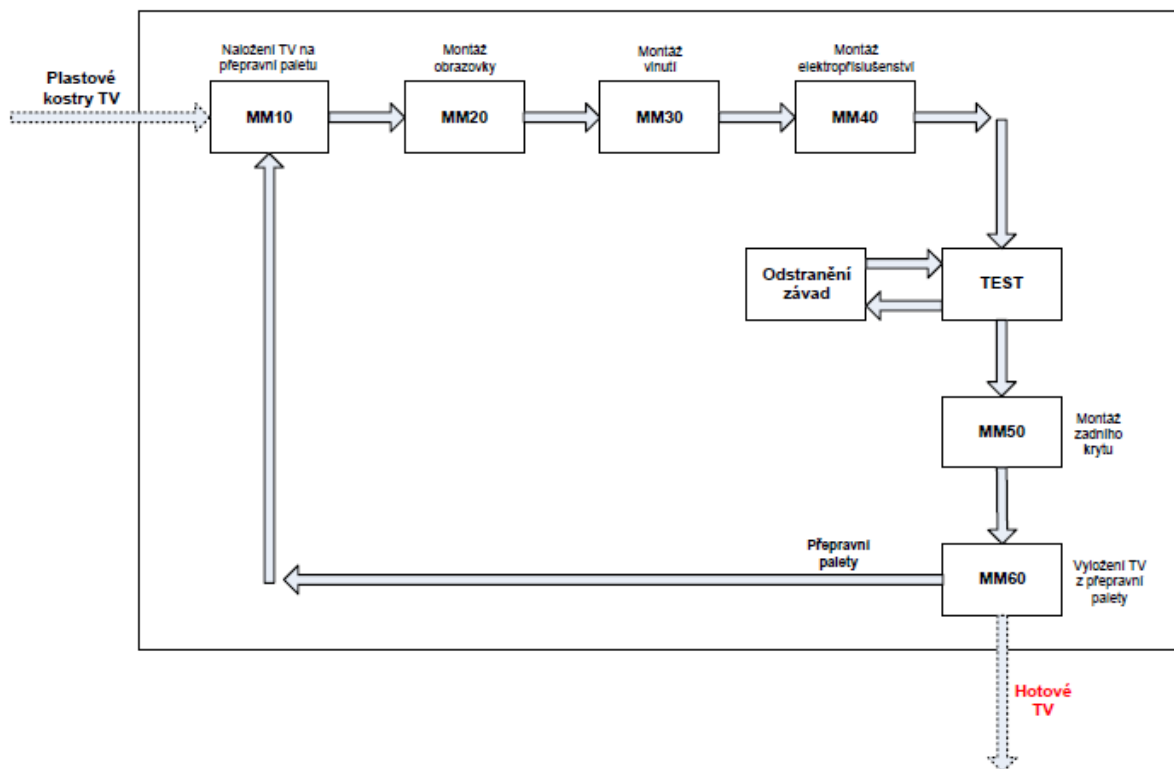 Naložení TV na
přepravní paletu
Montáž
obrazovky
Montáž
vinutí
Montáž
elektropříslušenství
Plastové
kostry TV
MM10
MM20
MM30
MM40
Odstranění
závad
TEST
MM50
Montáž
zadního
krytu
Přepravní
palety
MM60
Vyložení TV
z přepravní
palety
Hotové
TV